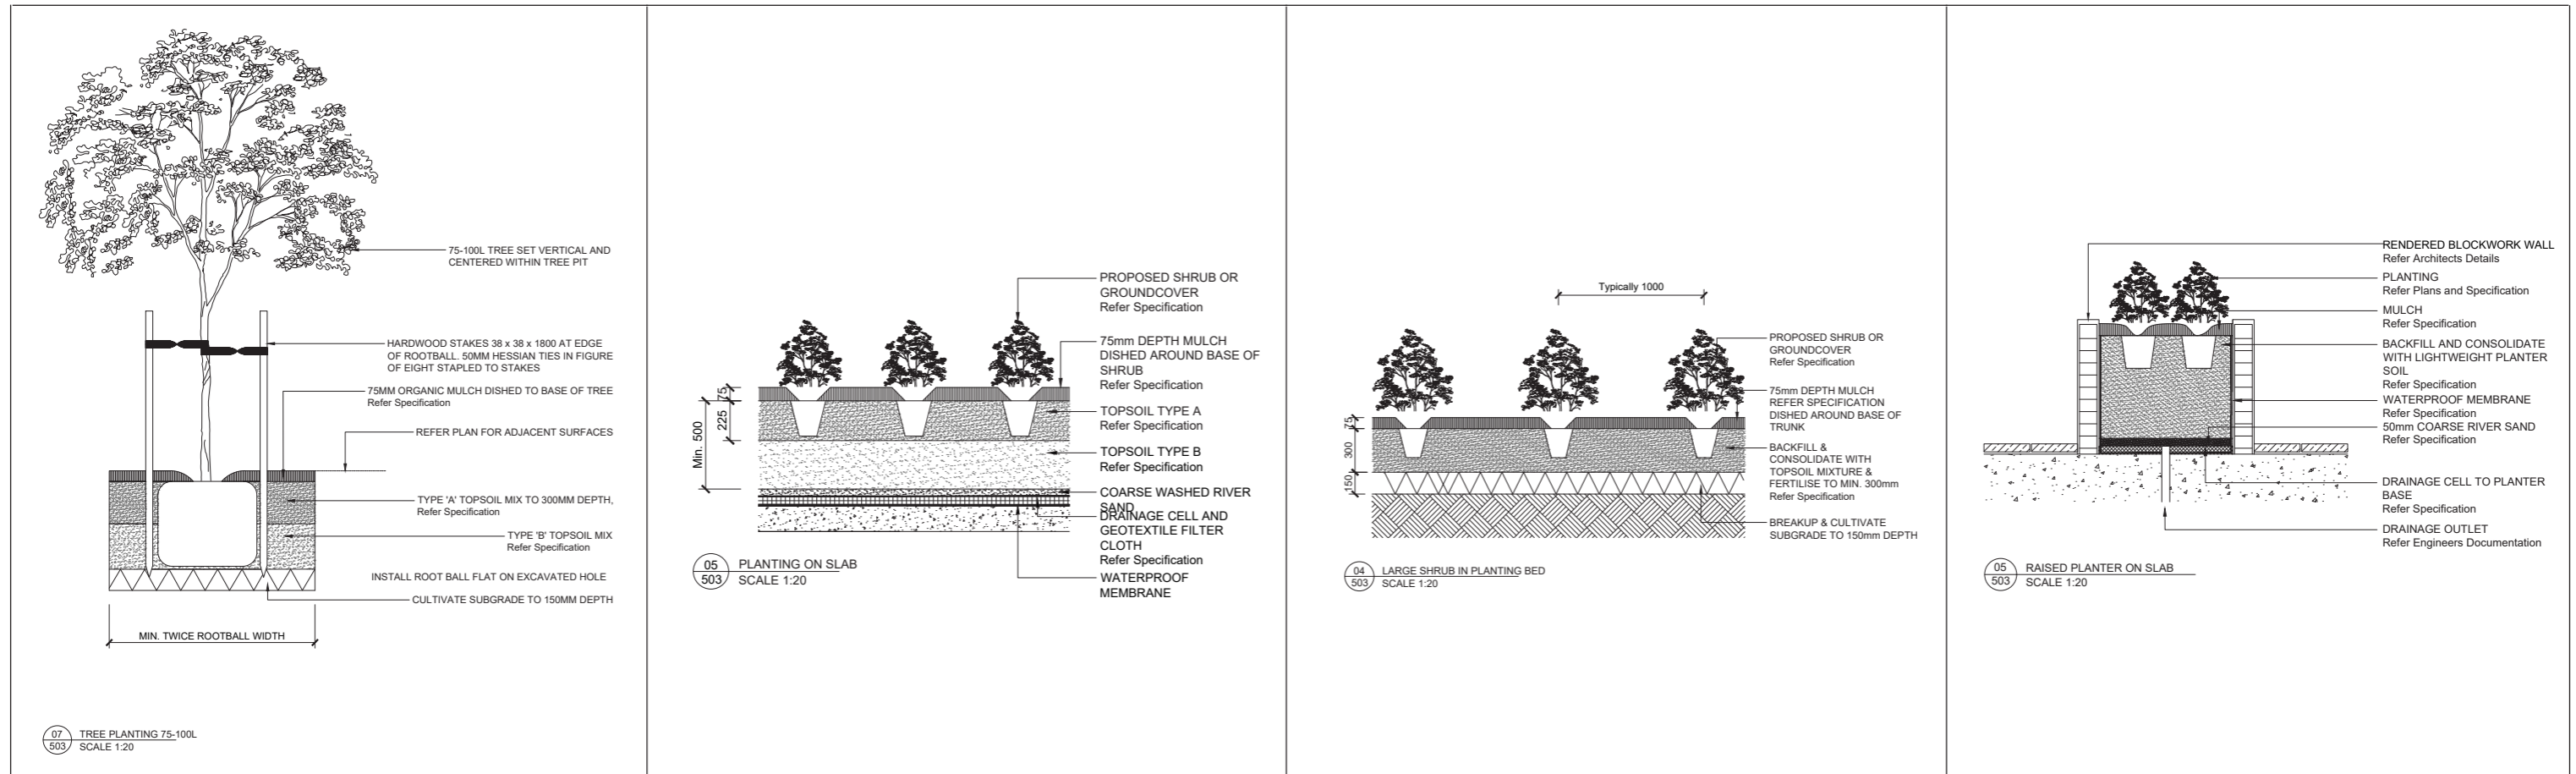 75-100L TREE SET VERTICAL AND
CENTERED WITHIN TREE PIT
HARDWOOD STAKES 38 x 38 x 1800 AT EDGE
OF ROOTBALL. 50MM HESSIAN TIES IN FIGURE
OF EIGHT STAPLED TO STAKES
75MM ORGANIC MULCH DISHED TO BASE OF TREE
Refer Specification
REFER PLAN FOR ADJACENT SURFACES
TYPE 'A' TOPSOIL MIX TO 300MM DEPTH,
Refer Specification
TYPE 'B' TOPSOIL MIX
Refer Specification
INSTALL ROOT BALL FLAT ON EXCAVATED HOLE
CULTIVATE SUBGRADE TO 150MM DEPTH
MIN. TWICE ROOTBALL WIDTH
07
503
TREE PLANTING 75-100L
SCALE 1:20
PROPOSED SHRUB OR
GROUNDCOVER
Refer Specification
75mm DEPTH MULCH
DISHED AROUND BASE OF
SHRUB
Refer Specification
75
225
Min. 500
TOPSOIL TYPE A
Refer Specification
TOPSOIL TYPE B
Refer Specification
COARSE WASHED RIVER
SAND
DRAINAGE CELL AND
GEOTEXTILE FILTER
CLOTH
Refer Specification
WATERPROOF
MEMBRANE
05
503
PLANTING ON SLAB
SCALE 1:20
Typically 1000
PROPOSED SHRUB OR
GROUNDCOVER
Refer Specification
75mm DEPTH MULCH
REFER SPECIFICATION
DISHED AROUND BASE OF
TRUNK
75
300
150
BACKFILL &
CONSOLIDATE WITH
TOPSOIL MIXTURE &
FERTILISE TO MIN. 300mm
Refer Specification
BREAKUP & CULTIVATE
SUBGRADE TO 150mm DEPTH
04
503
LARGE SHRUB IN PLANTING BED
SCALE 1:20
RENDERED BLOCKWORK WALL
Refer Architects Details
PLANTING
Refer Plans and Specification
MULCH
Refer Specification
BACKFILL AND CONSOLIDATE
WITH LIGHTWEIGHT PLANTER
SOIL
Refer Specification
WATERPROOF MEMBRANE
Refer Specification
50mm COARSE RIVER SAND
Refer Specification
DRAINAGE CELL TO PLANTER
BASE
Refer Specification
DRAINAGE OUTLET
Refer Engineers Documentation
05
503
RAISED PLANTER ON SLAB
SCALE 1:20